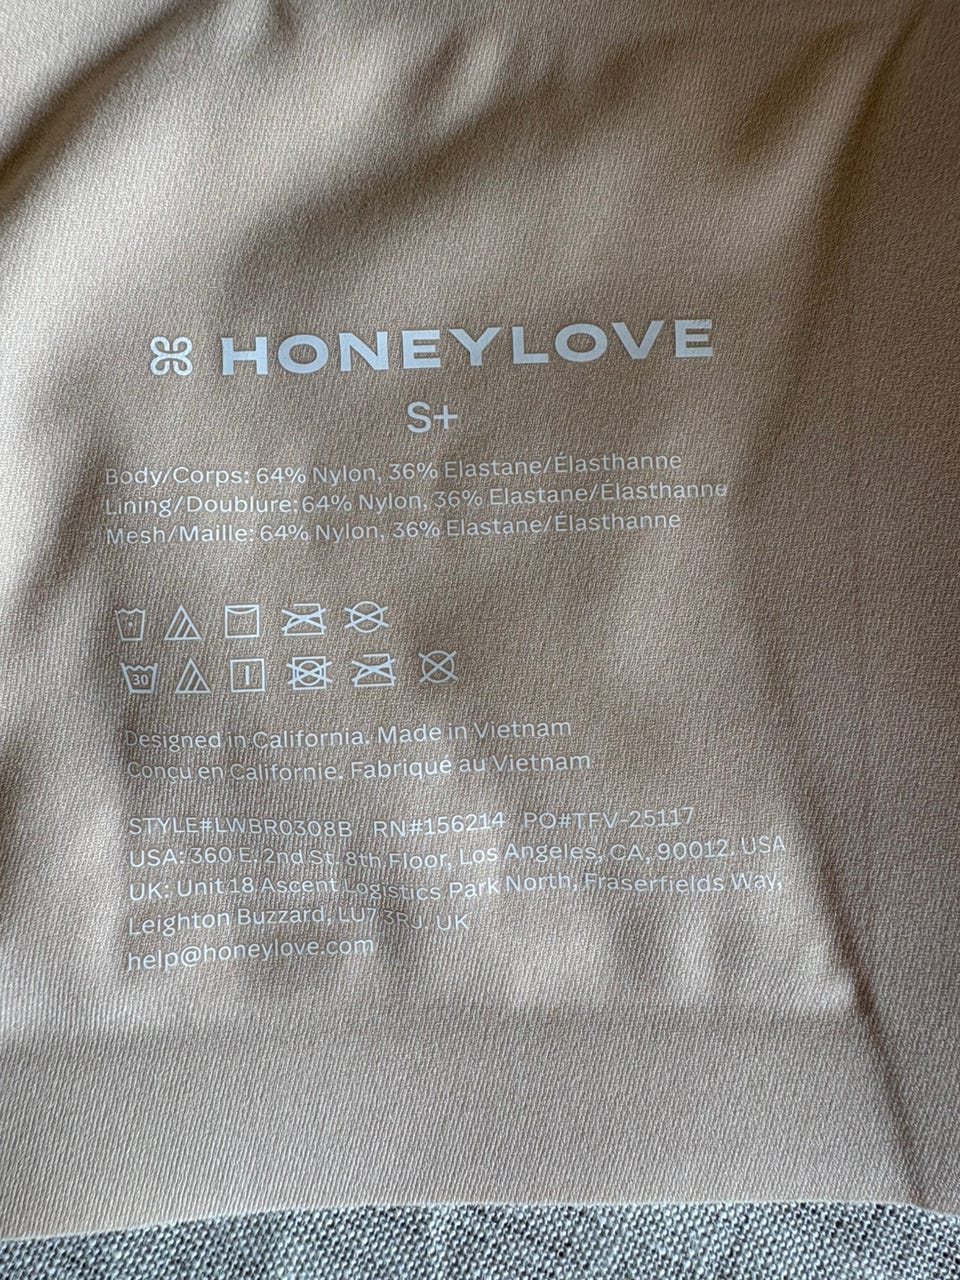 HONEYLOVE
S+
Body/Corps: 64% Nylon, 36% Elastane/Élasthanne
Lining/Doublure: 64% Nylon, 36% Elastane/Élasthanne
Mesh/Maille: 64% Nylon, 36% Elastane/Élasthanne
30
Designed in California. Made in Vietnam
Conçu en Californie. Fabriqué au Vietnam
STYLE#LWBR0308B RN#156214 PO#TFV-25117
USA: 360 E. 2nd St. 8th Floor, Los Angeles, CA, 90012. USA
UK: Unit 18 Ascent Logistics Park North, Fraserfields Way,
Leighton Buzzard, LU7 3RJ. UK
help@honeylove.com